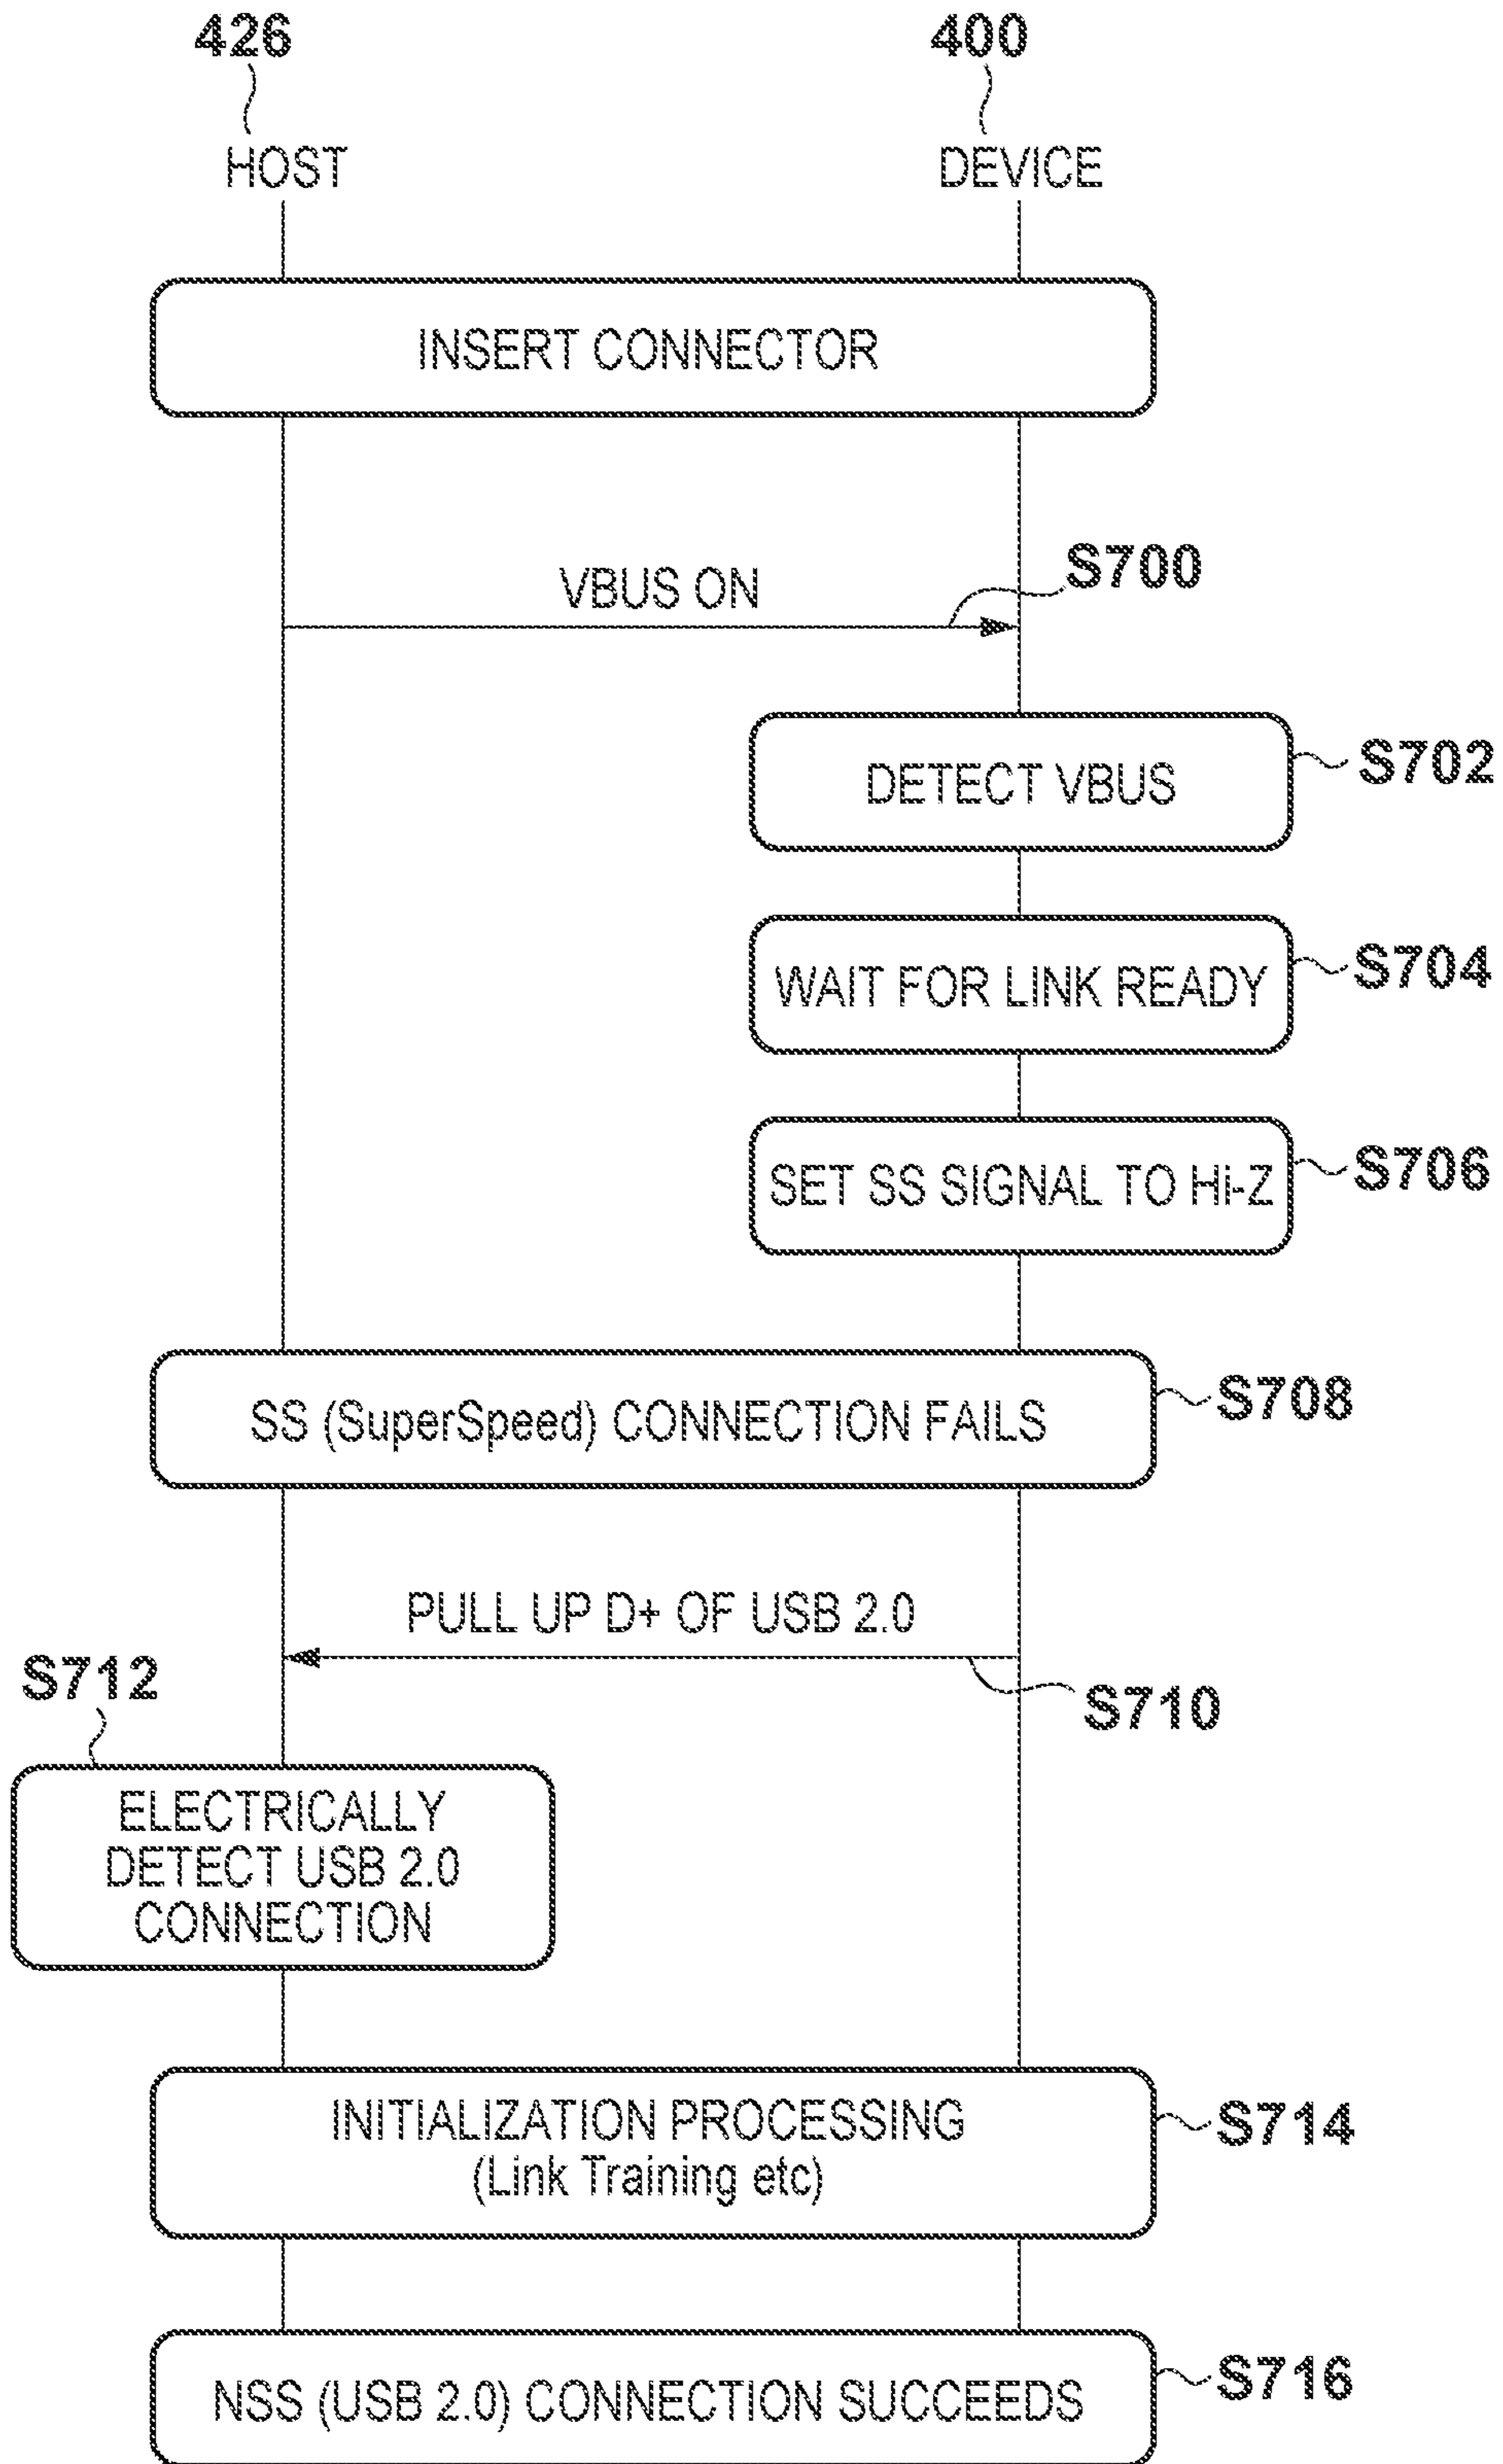 426
400
HOST
DEVICE
INSERT CONNECTOR
VBUS ON
S700
DETECT VBUS
S702
WAIT FOR LINK READY
S704
SET SS SIGNAL TO Hi-Z
S706
SS (SuperSpeed) CONNECTION FAILS
S708
PULL UP D+ OF USB 2.0
S710
S712
ELECTRICALLY
DETECT USB 2.0
CONNECTION
INITIALIZATION PROCESSING
(Link Training etc)
S714
NSS (USB 2.0) CONNECTION SUCCEEDS
S716